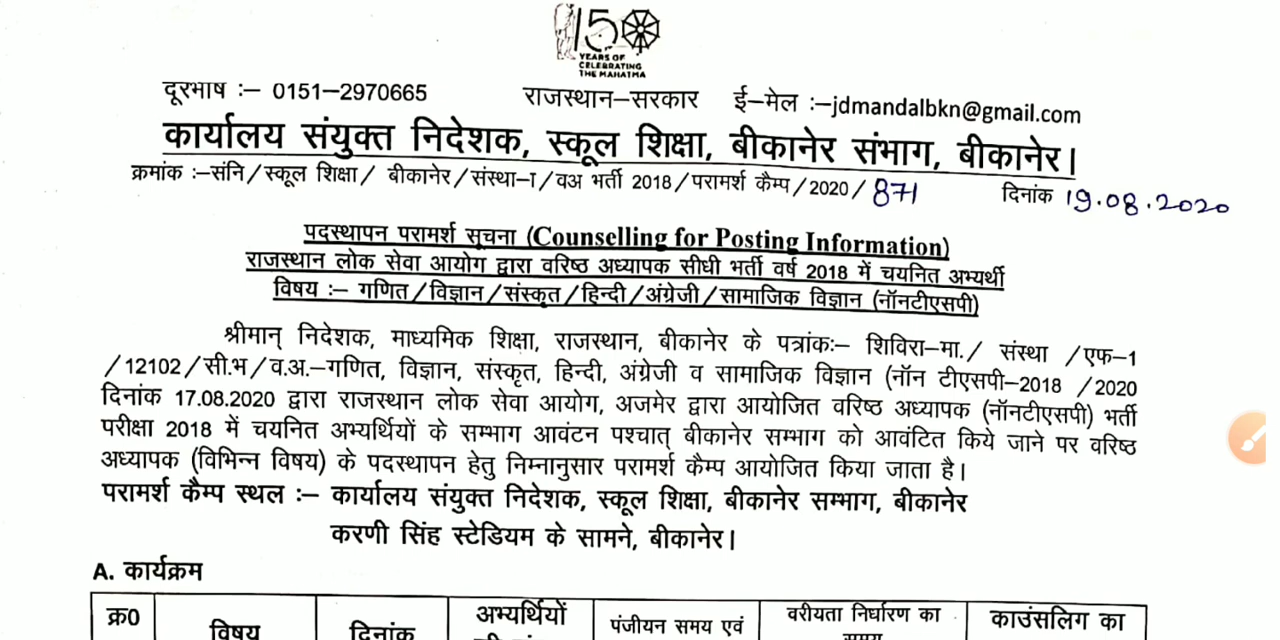 150
YEARS OF
CELEBRATING
THE MAHATMA
दूरभाष :– 0151–2970665 राजस्थान–सरकार ई–मेल :–jdmandalbkn@gmail.com
कार्यालय संयुक्त निदेशक, स्कूल शिक्षा, बीकानेर संभाग, बीकानेर।
क्रमांक :–संनि/स्कूल शिक्षा/ बीकानेर/संस्था–I/वअ भर्ती 2018/परामर्श कैम्प/2020/871 दिनांक 19.08.2020
पदस्थापन परामर्श सूचना (Counselling for Posting Information)
राजस्थान लोक सेवा आयोग द्वारा वरिष्ठ अध्यापक सीधी भर्ती वर्ष 2018 में चयनित अभ्यर्थी
विषय :– गणित/विज्ञान/संस्कृत/हिन्दी/अंग्रेजी/सामाजिक विज्ञान (नॉनटीएसपी)
श्रीमान् निदेशक, माध्यमिक शिक्षा, राजस्थान, बीकानेर के पत्रांकः– शिविरा–मा./ संस्था /एफ–1
/12102/सी.भ/व.अ.–गणित, विज्ञान, संस्कृत, हिन्दी, अंग्रेजी व सामाजिक विज्ञान (नॉन टीएसपी–2018 /2020
दिनांक 17.08.2020 द्वारा राजस्थान लोक सेवा आयोग, अजमेर द्वारा आयोजित वरिष्ठ अध्यापक (नॉनटीएसपी) भर्ती
परीक्षा 2018 में चयनित अभ्यर्थियों के सम्भाग आवंटन पश्चात् बीकानेर सम्भाग को आवंटित किये जाने पर वरिष्ठ
अध्यापक (विभिन्न विषय) के पदस्थापन हेतु निम्नानुसार परामर्श कैम्प आयोजित किया जाता है।
परामर्श कैम्प स्थल :– कार्यालय संयुक्त निदेशक, स्कूल शिक्षा, बीकानेर सम्भाग, बीकानेर
करणी सिंह स्टेडियम के सामने, बीकानेर।
A. कार्यक्रम
क्र0 विषय दिनांक अभ्यर्थियों पंजीयन समय एवं वरीयता निर्धारण का काउंसलिग का